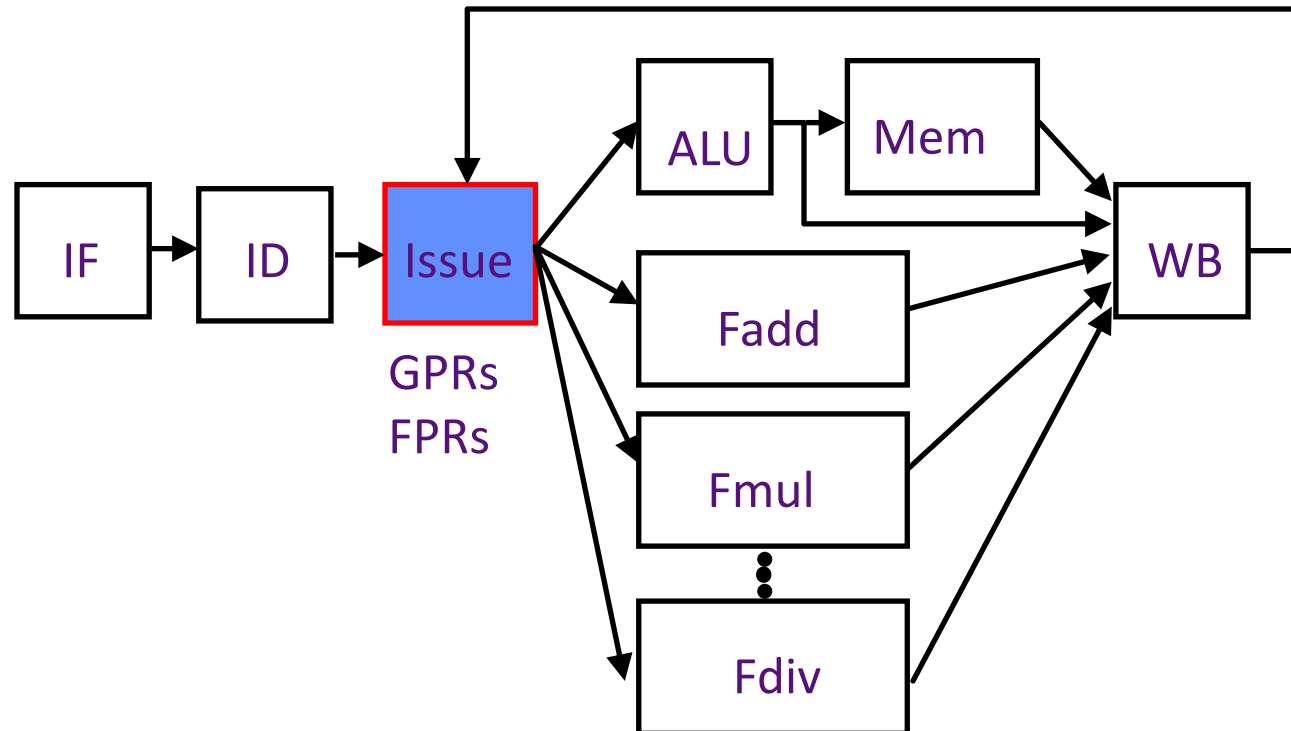 IF
ID
Issue
GPRs
FPRs
ALU
Mem
Fadd
Fmul
Fdiv
WB